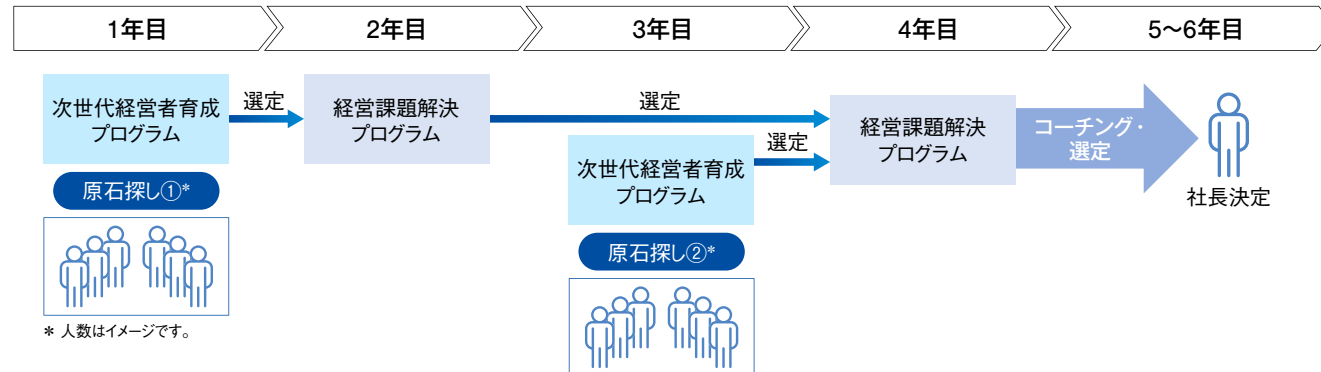 1年目
2年目
3年目
4年目
5～6年目
次世代経営者育成
プログラム
選定
経営課題解決
プログラム
選定
次世代経営者育成
プログラム
選定
経営課題解決
プログラム
コーチング・
選定
社長決定
原石探し①*
原石探し②*
* 人数はイメージです。